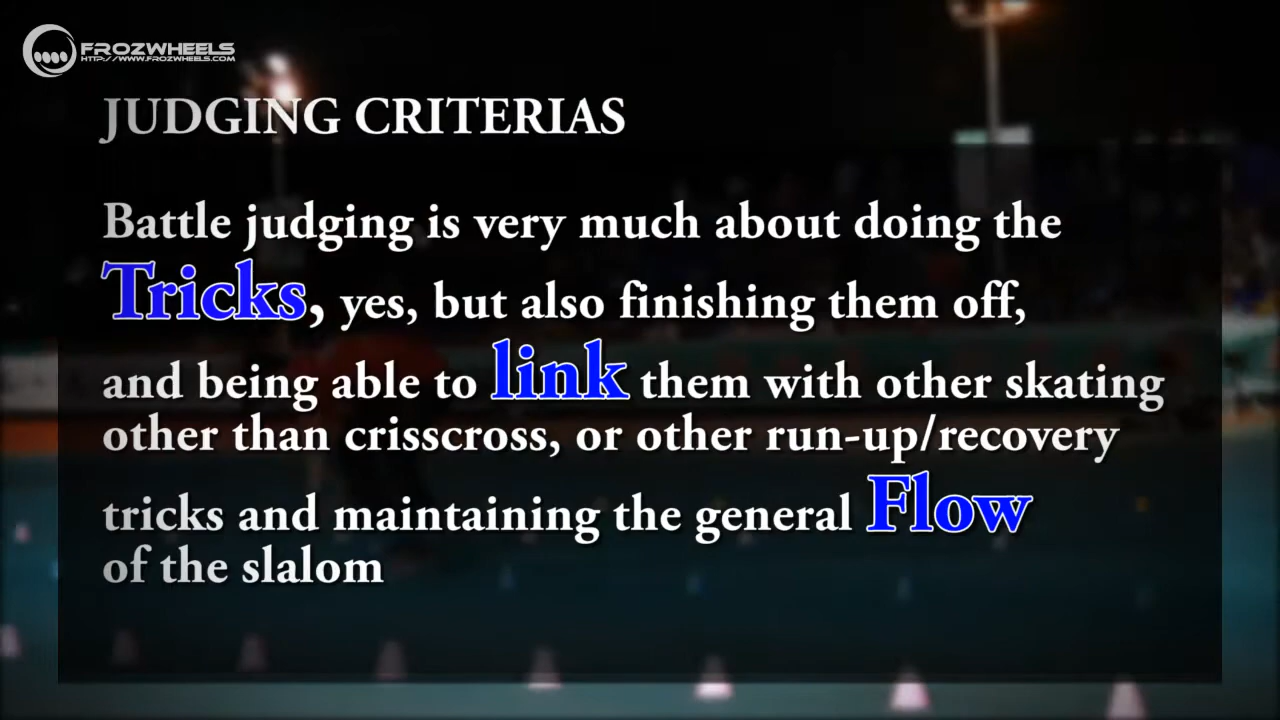 FROZWHEELS
HTTP://WWW.FROZWHEELS.COM
JUDGING CRITERIAS
Battle judging is very much about doing the
Tricks, yes, but also finishing them off,
and being able to link them with other skating
other than crisscross, or other run-up/recovery
tricks and maintaining the general Flow
of the slalom